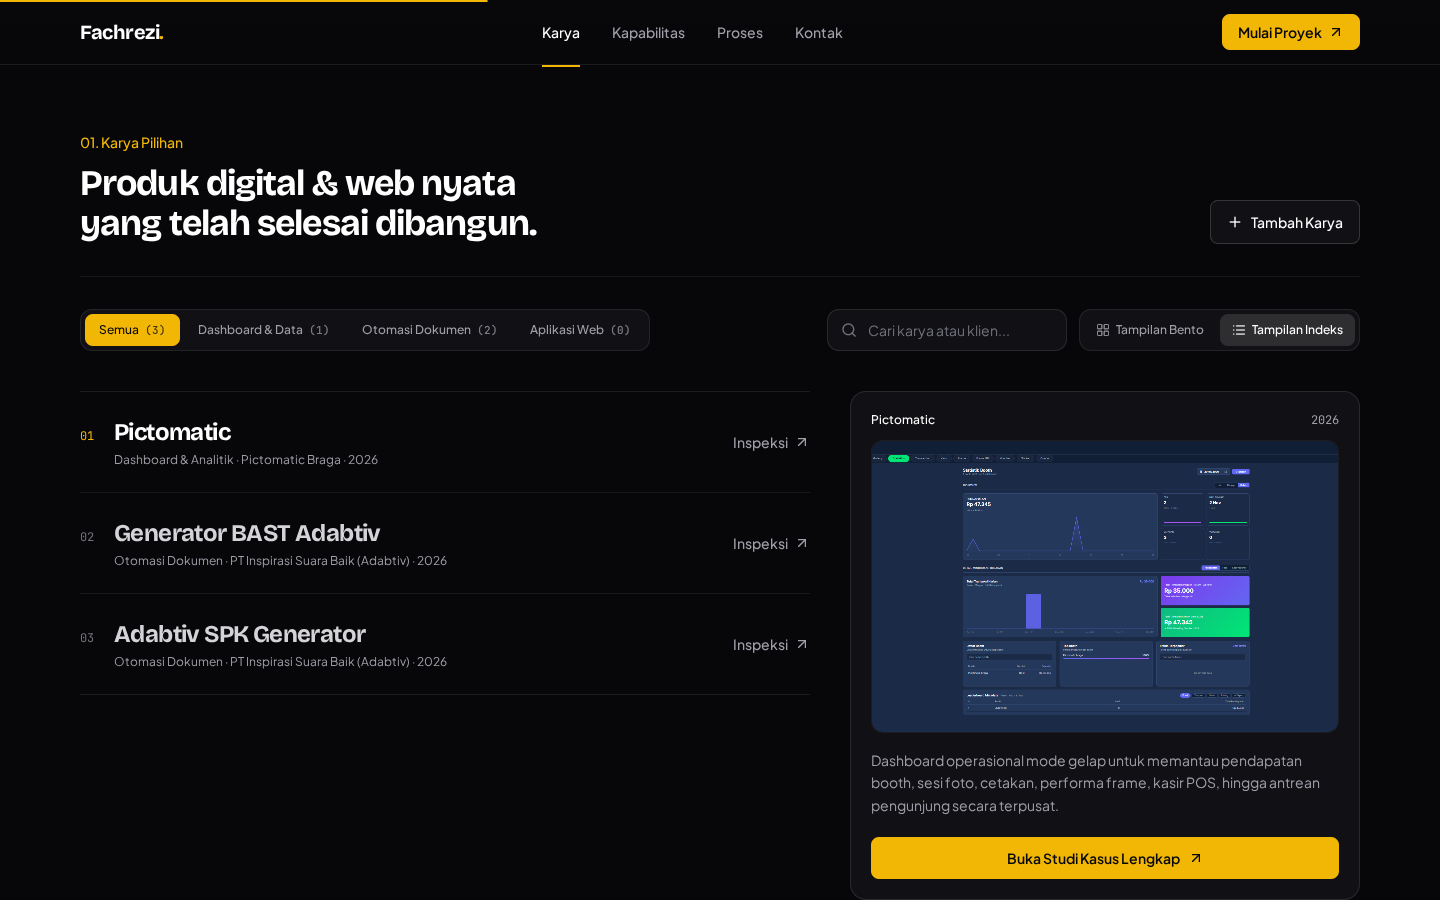 Fachrezi.
Karya
Kapabilitas
Proses
Kontak
Mulai Proyek
01. Karya Pilihan
Produk digital & web nyata
yang telah selesai dibangun.
Tambah Karya
Semua (3)
Dashboard & Data (1)
Otomasi Dokumen (2)
Aplikasi Web (0)
Cari karya atau klien...
Tampilan Bento
Tampilan Indeks
01
Pictomatic
Dashboard & Analitik · Pictomatic Braga · 2026
Inspeksi
02
Generator BAST Adabtiv
Otomasi Dokumen · PT Inspirasi Suara Baik (Adabtiv) · 2026
Inspeksi
03
Adabtiv SPK Generator
Otomasi Dokumen · PT Inspirasi Suara Baik (Adabtiv) · 2026
Inspeksi
Pictomatic
2026
Statistik Booth
Rp 47.345
Rp 35.000
Rp 47.345
Dashboard operasional mode gelap untuk memantau pendapatan
booth, sesi foto, cetakan, performa frame, kasir POS, hingga antrean
pengunjung secara terpusat.
Buka Studi Kasus Lengkap